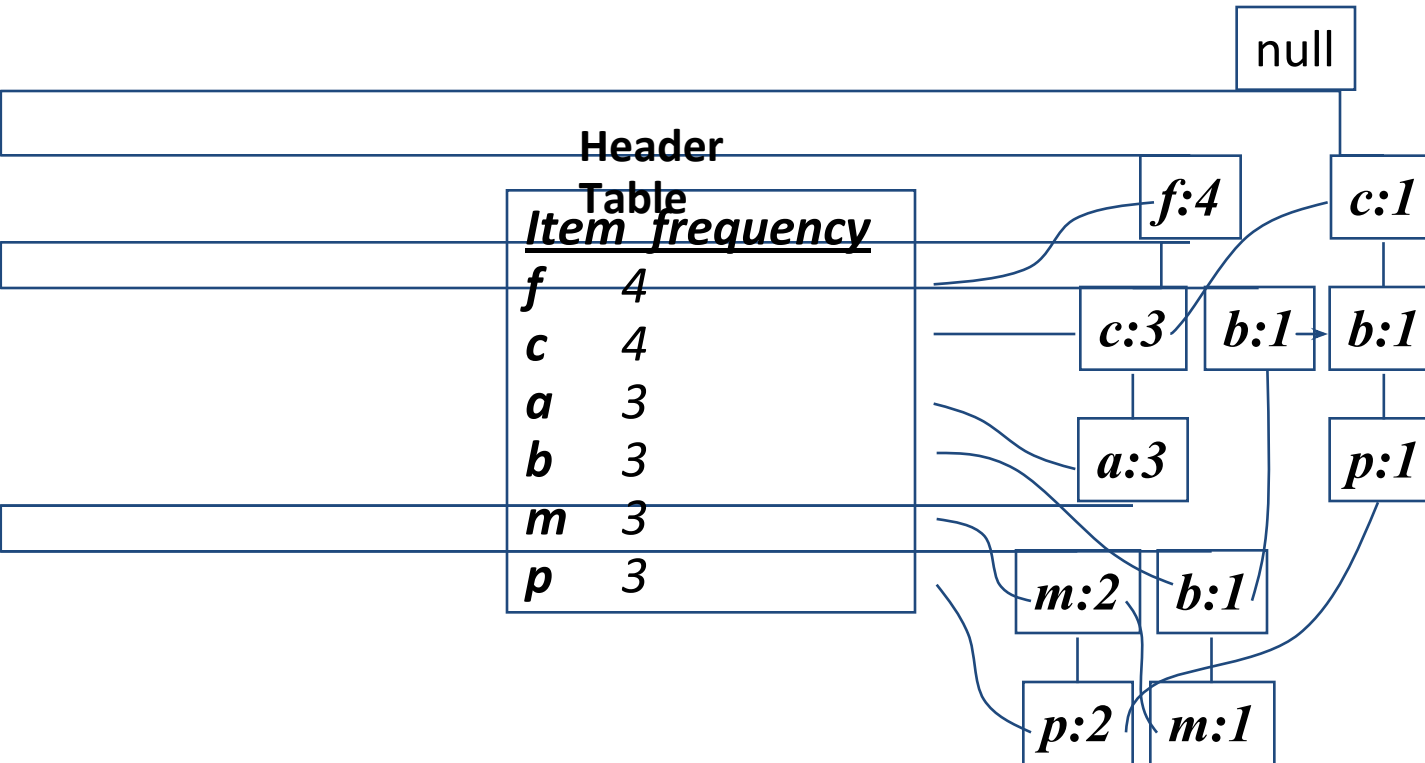 null
Header
Table
Item frequency
f 4
c 4
a 3
b 3
m 3
p 3
f:4 c:1
c:3 b:1 b:1
a:3 p:1
m:2 b:1
p:2 m:1